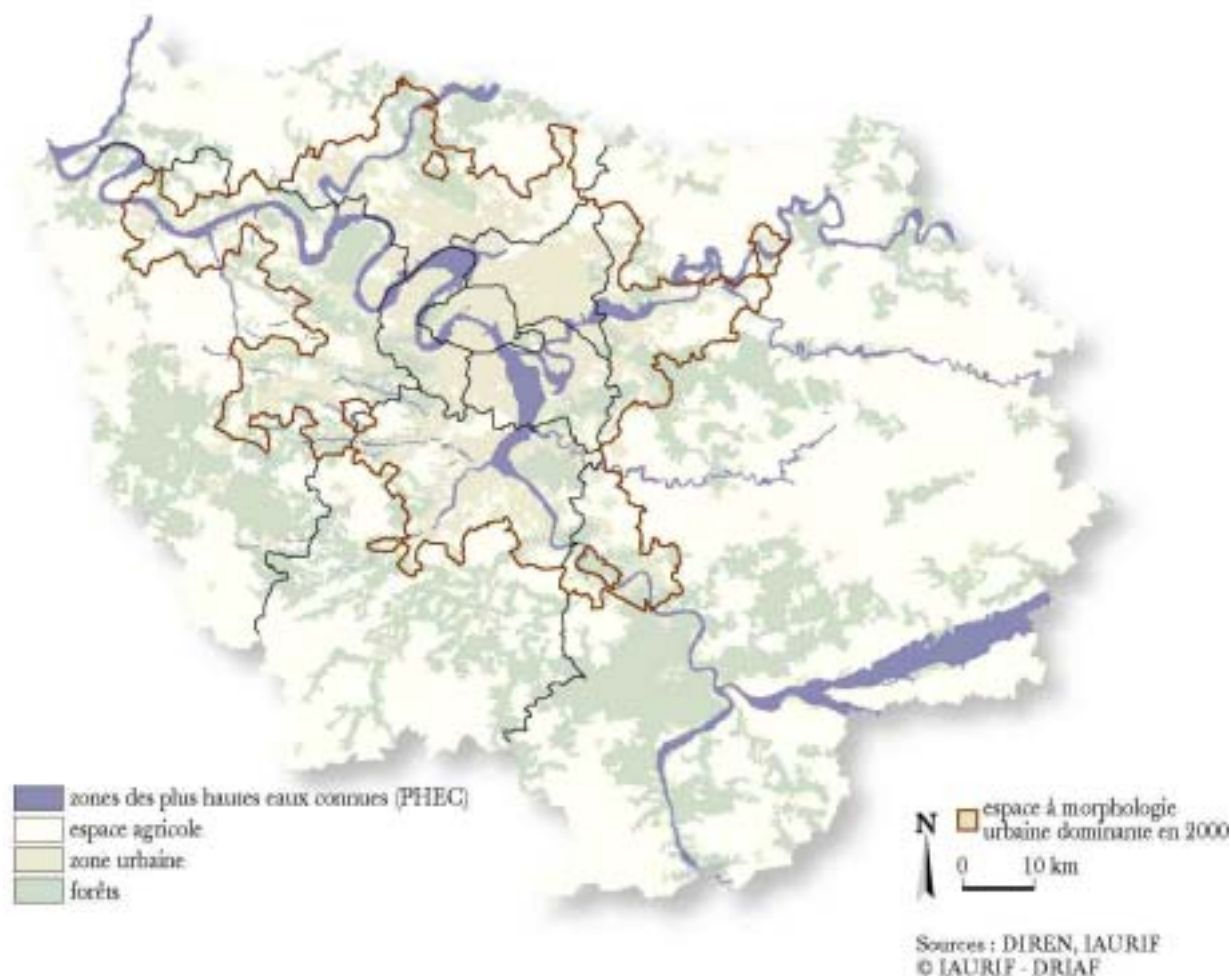 zones des plus hautes eaux connues (PHEC)
espace agricole
zone urbaine
forêts
N
espace à morphologie
urbaine dominante en 2000
0 10 km
Sources : DIREN, IAURIF
© IAURIF - DRIAF